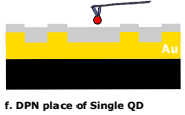 Au
f. DPN place of Single QD